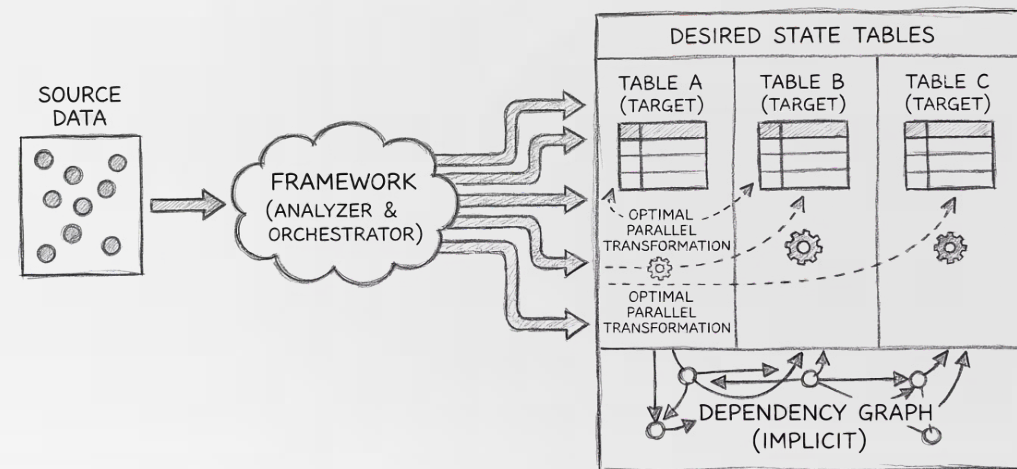 SOURCE
DATA
FRAMEWORK
(ANALYZER &
ORCHESTRATOR)
DESIRED STATE TABLES
TABLE A
(TARGET)
TABLE B
(TARGET)
TABLE C
(TARGET)
OPTIMAL
PARALLEL
TRANSFORMATION
OPTIMAL
PARALLEL
TRANSFORMATION
DEPENDENCY GRAPH
(IMPLICIT)